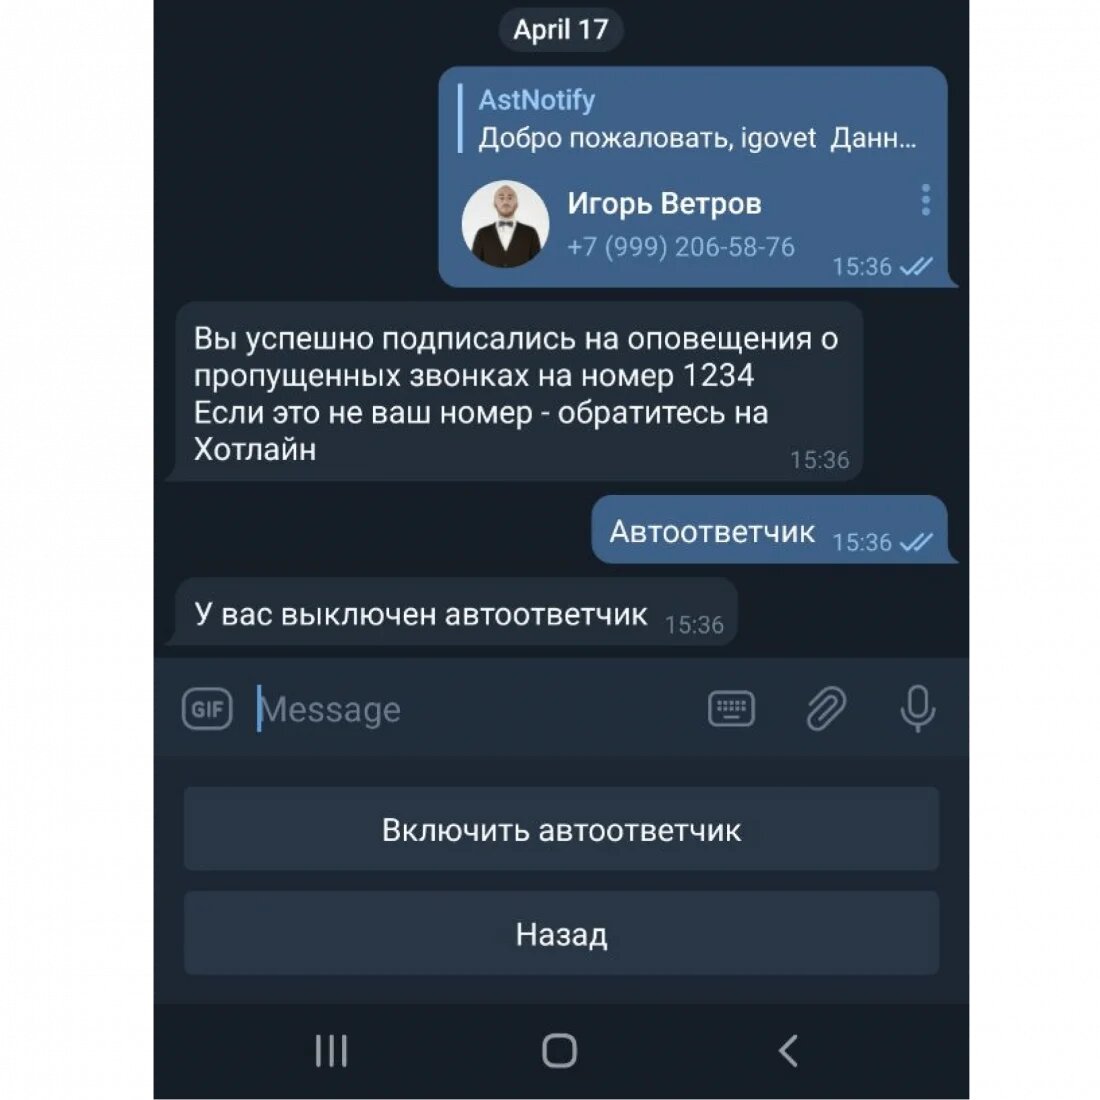 April 17
AstNotify
Добро пожаловать, igovet Данн...
Игорь Ветров
+7 (999) 206-58-76
15:36
Вы успешно подписались на оповещения о
пропущенных звонках на номер 1234
Если это не ваш номер - обратитесь на
Хотлайн
15:36
Автоответчик 15:36
У вас выключен автоответчик 15:36
GIF Message
Включить автоответчик
Назад